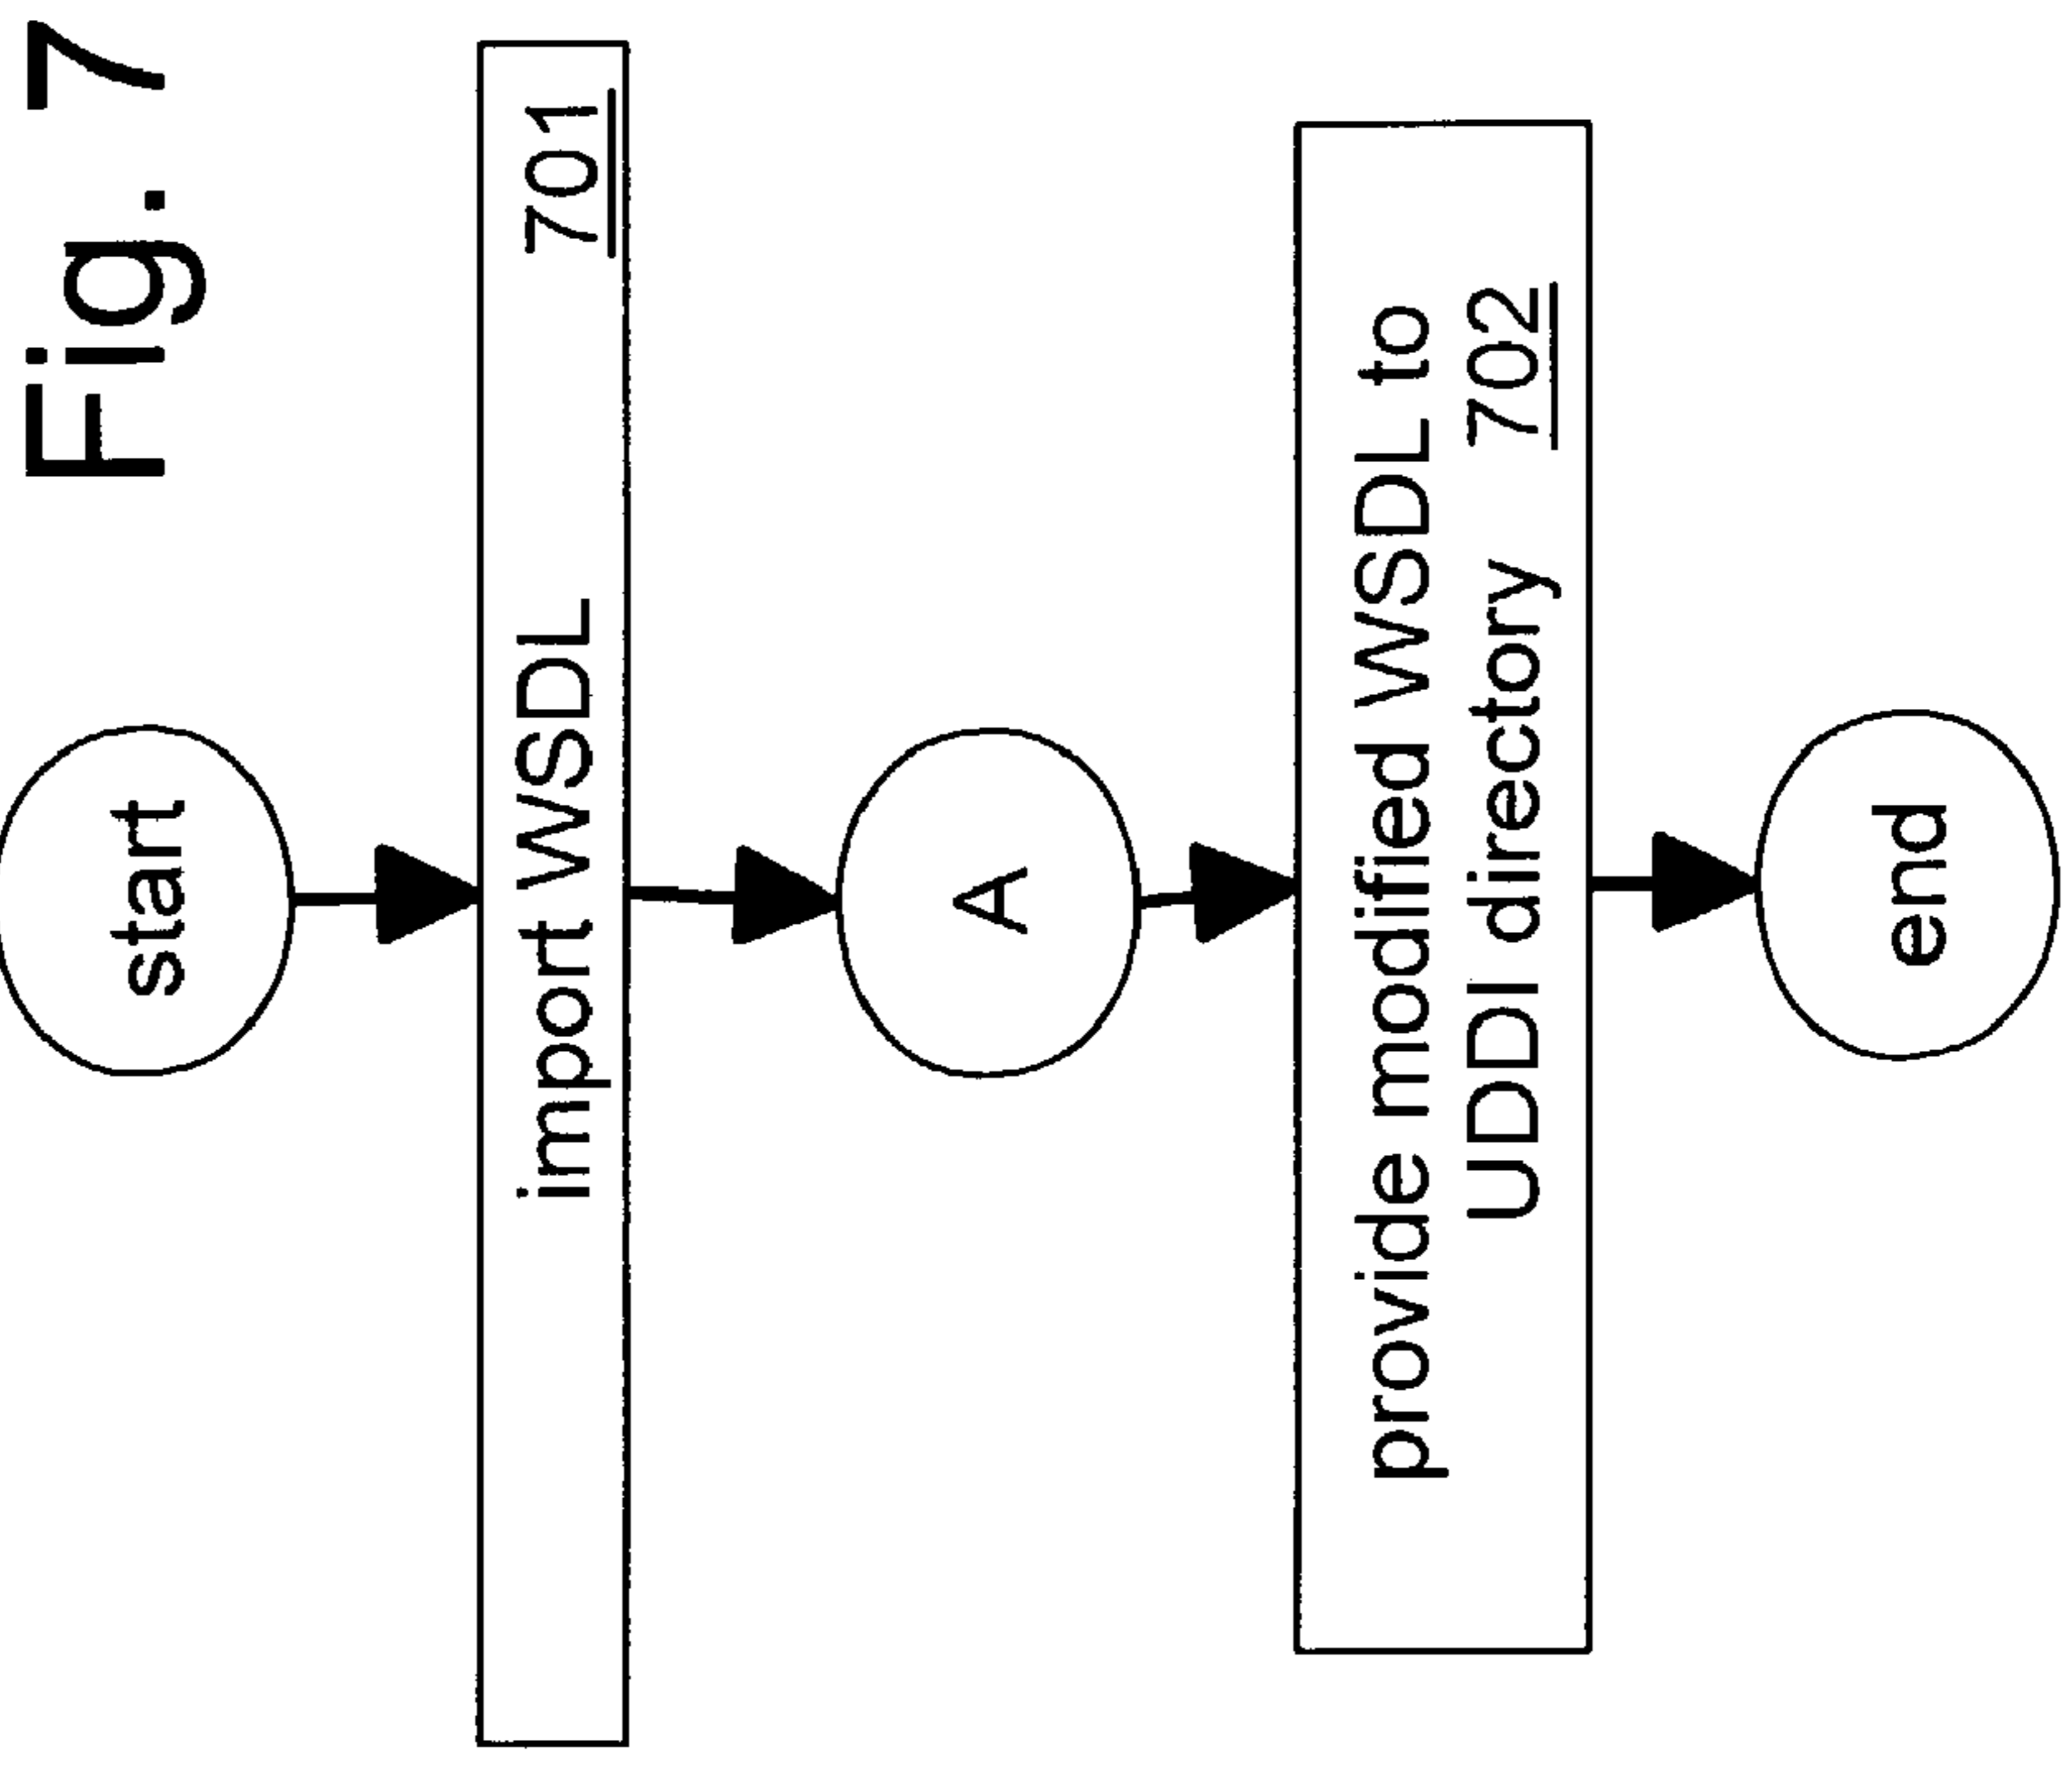 Fig. 7
start
import WSDL
701
A
provide modified WSDL to
UDDI directory 702
end